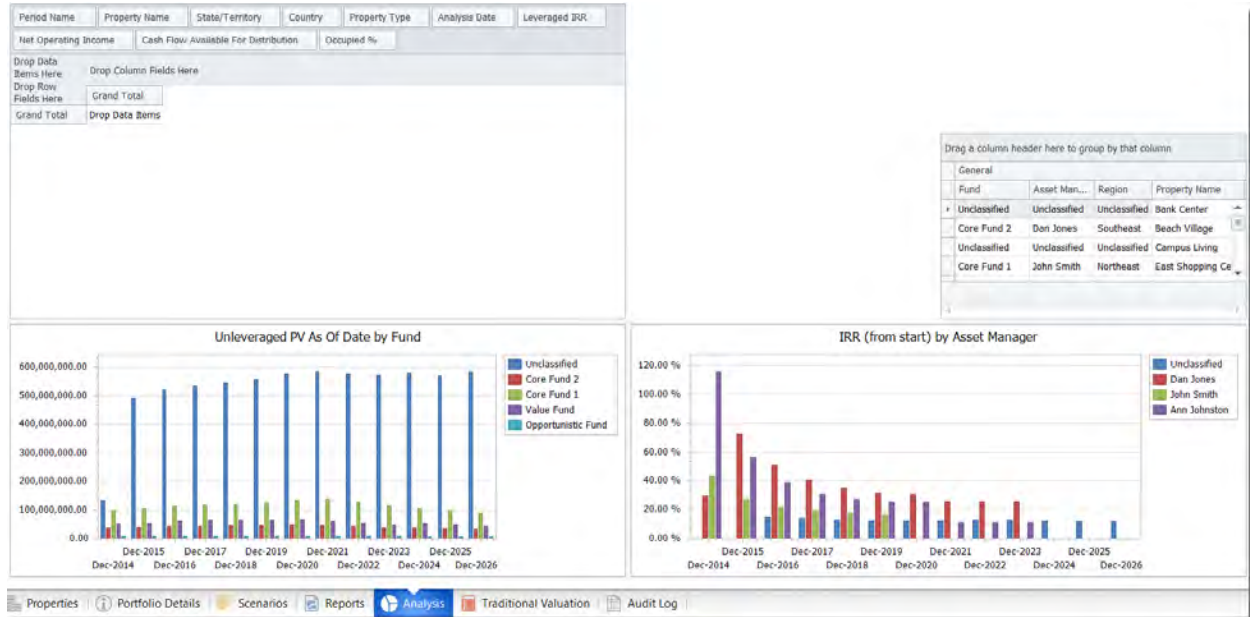 Period Name Property Name State/Territory Country Property Type Analysis Date Leveraged IRR
Net Operating Income Cash Flow Available For Distribution Occupied %
Drop Data
Items Here
Drop Column Fields Here
Drop Row
Fields Here
Grand Total
Grand Total Drop Data Items
Drag a column header here to group by that column
General
Fund Asset Man... Region Property Name
Unclassified Unclassified Unclassified Bank Center
Core Fund 2 Dan Jones Southeast Beach Village
Unclassified Unclassified Unclassified Campus Living
Core Fund 1 John Smith Northeast East Shopping Ce
Unleveraged PV As Of Date by Fund
600,000,000.00
500,000,000.00
400,000,000.00
300,000,000.00
200,000,000.00
100,000,000.00
0.00
Dec-2015 Dec-2017 Dec-2019 Dec-2021 Dec-2023 Dec-2025
Dec-2014 Dec-2016 Dec-2018 Dec-2020 Dec-2022 Dec-2024 Dec-2026
Unclassified
Core Fund 2
Core Fund 1
Value Fund
Opportunistic Fund
IRR (from start) by Asset Manager
120.00 %
100.00 %
80.00 %
60.00 %
40.00 %
20.00 %
0.00 %
Dec-2015 Dec-2017 Dec-2019 Dec-2021 Dec-2023 Dec-2025
Dec-2014 Dec-2016 Dec-2018 Dec-2020 Dec-2022 Dec-2024 Dec-2026
Unclassified
Dan Jones
John Smith
Ann Johnston
Properties Portfolio Details Scenarios Reports Analysis Traditional Valuation Audit Log